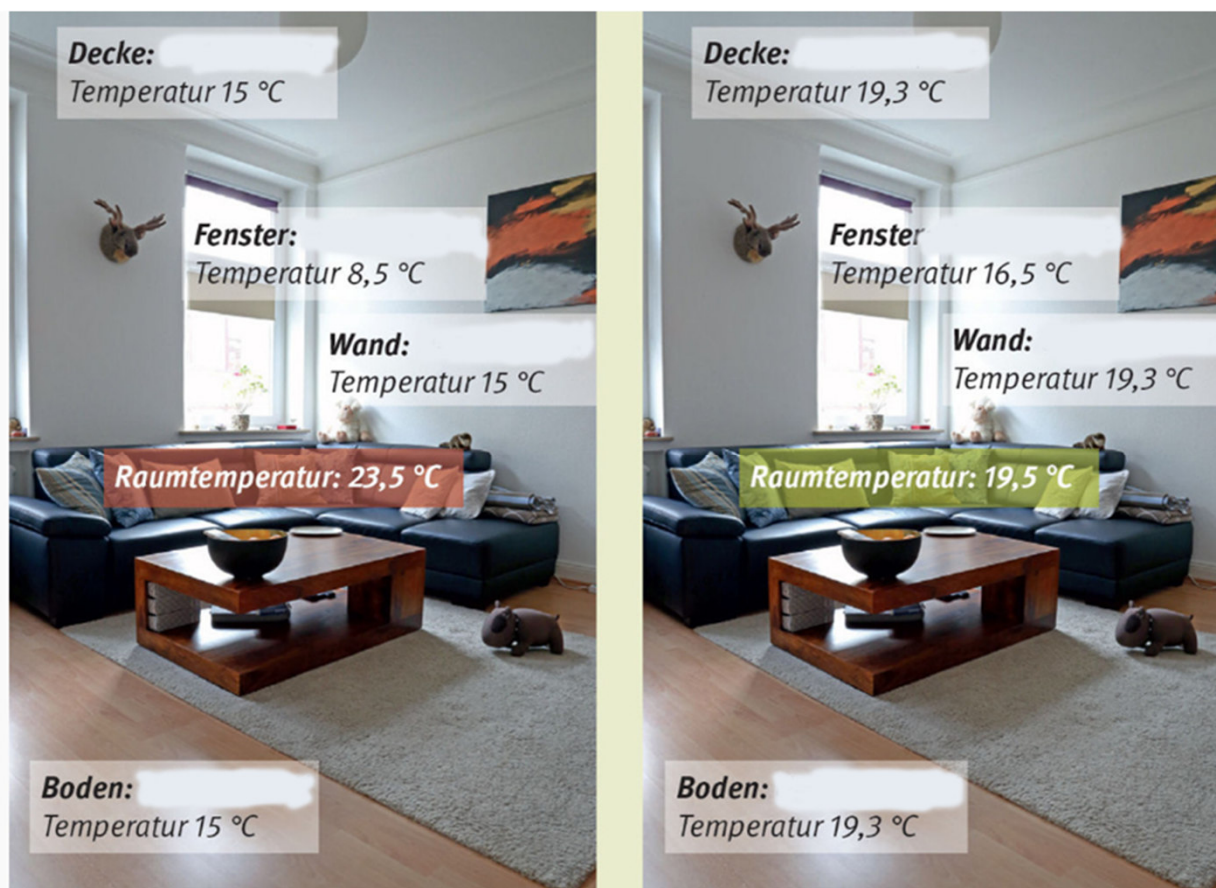 Decke:
Temperatur 15 °C
Fenster:
Temperatur 8,5 °C
Wand:
Temperatur 15 °C
Raumtemperatur: 23,5 °C
Boden:
Temperatur 15 °C
Decke:
Temperatur 19,3 °C
Fenster
Temperatur 16,5 °C
Wand:
Temperatur 19,3 °C
Raumtemperatur: 19,5 °C
Boden:
Temperatur 19,3 °C